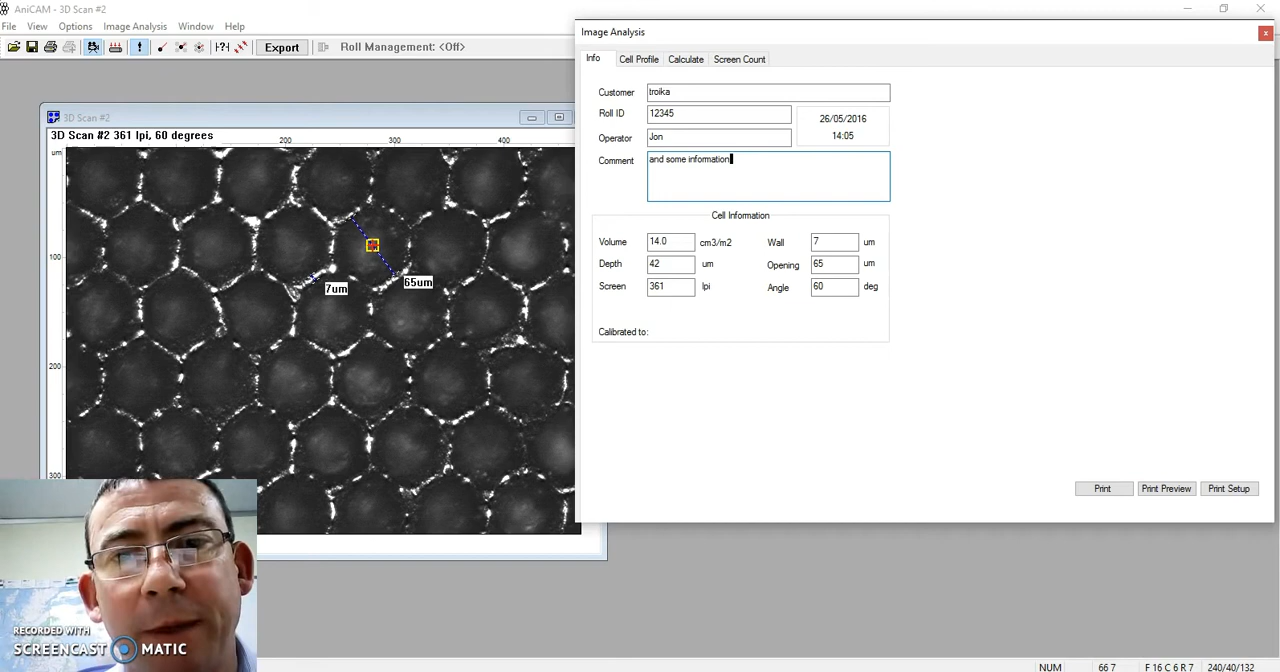 AniCAM - 3D Scan #2
File View Options Image Analysis Window Help
Export Roll Management: <Off>
3D Scan #2
3D Scan #2 361 lpi, 60 degrees
um
200 300 400
100
200
300
7um
65um
RECORDED WITH
SCREENCAST MATIC
Image Analysis
x
Info Cell Profile Calculate Screen Count
Customer troika
Roll ID 12345
26/05/2016
14:05
Operator Jon
Comment and some information
Cell Information
Volume 14.0 cm3/m2 Wall 7 um
Depth 42 um Opening 65 um
Screen 361 lpi Angle 60 deg
Calibrated to:
Print Print Preview Print Setup
NUM 66 7 F 16 C 6 R 7 240/40/132